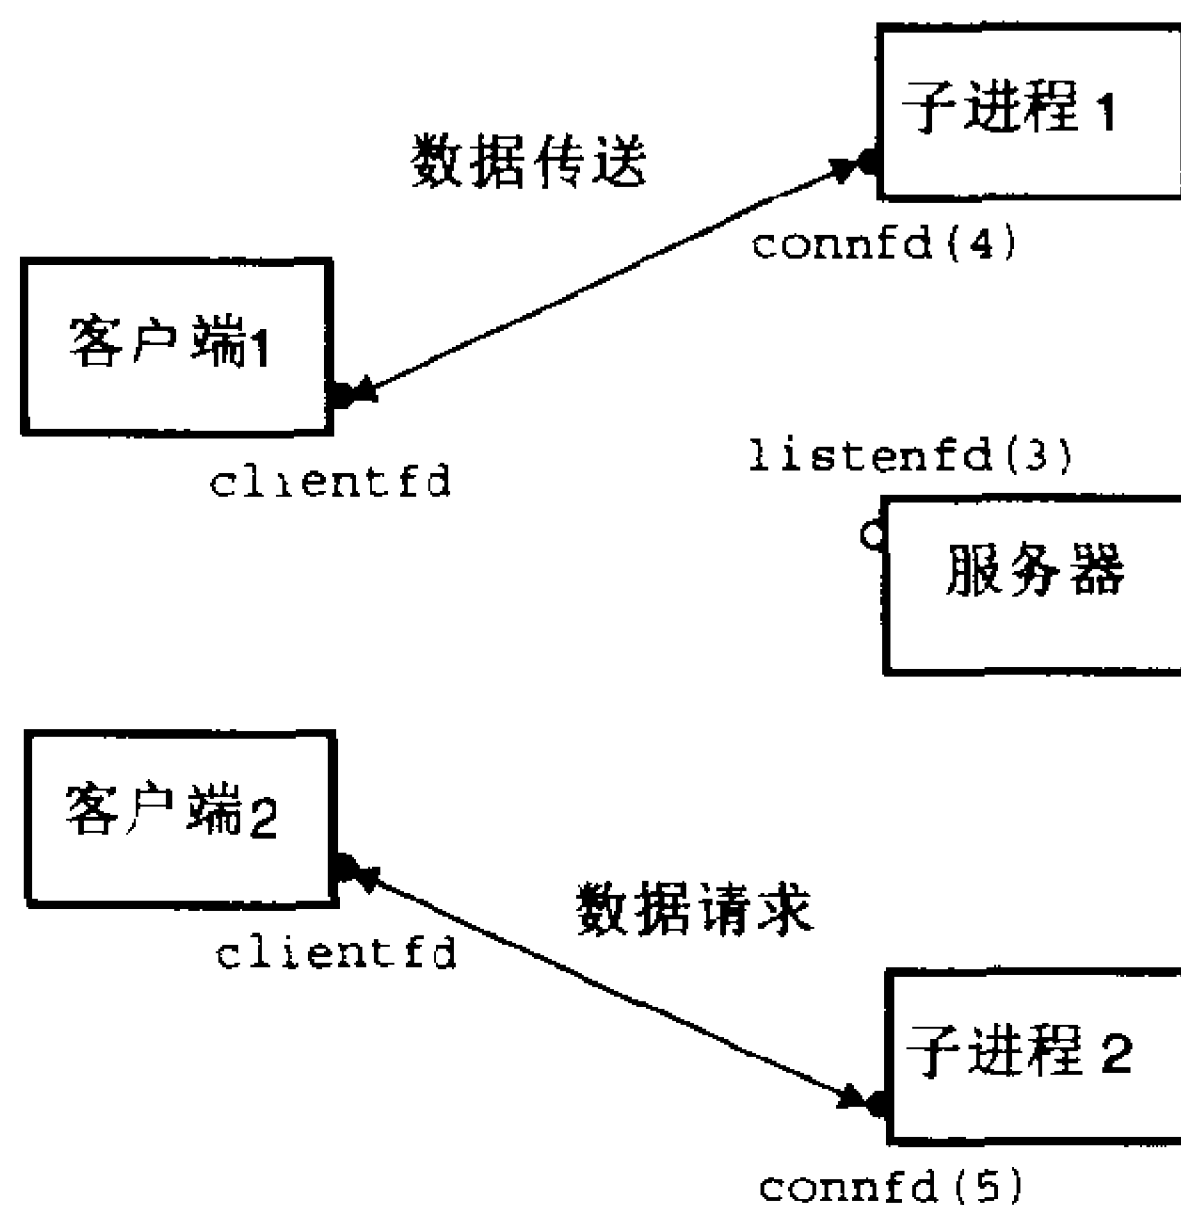 子进程1
数据传送
connfd(4)
客户端1
clientfd
listenfd(3)
服务器
客户端2
clientfd
数据请求
子进程2
connfd(5)